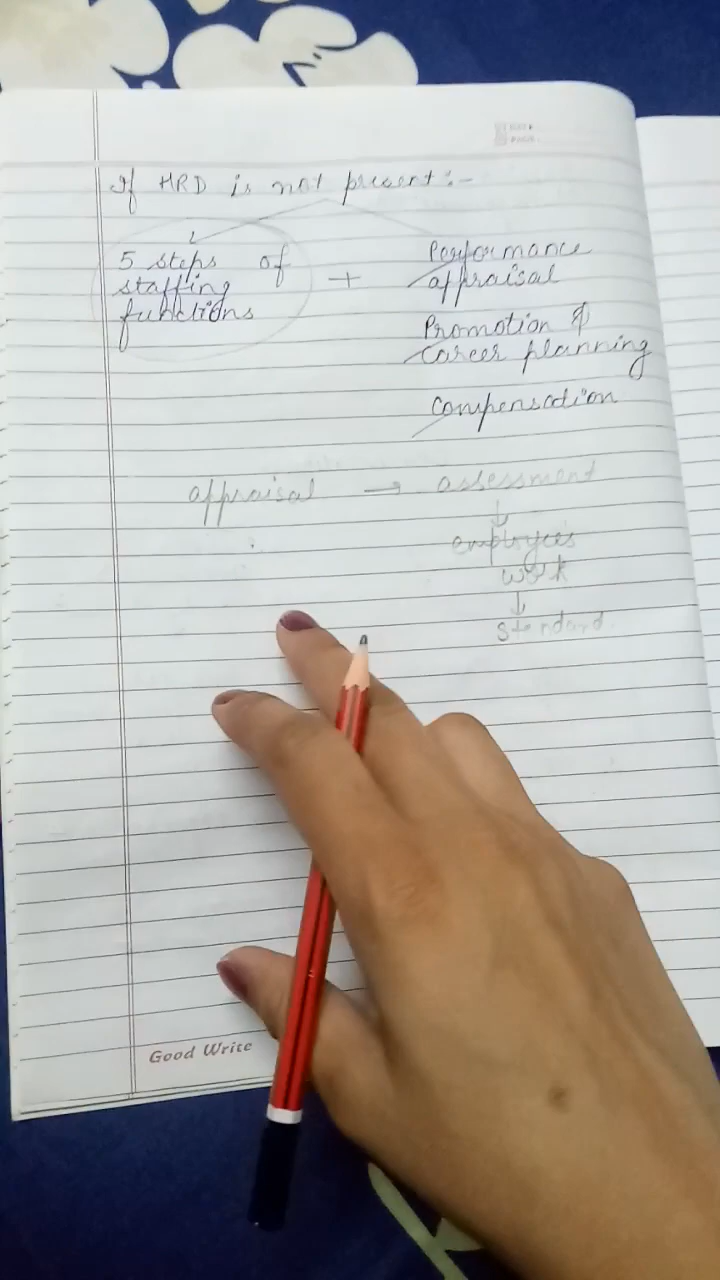 If HRD is not present :-
5 steps of
staffing
functions
+
Performance
appraisal
Promotion &
career planning
compensation
appraisal → assessment
↓
employees
work
↓
standard
Good Write